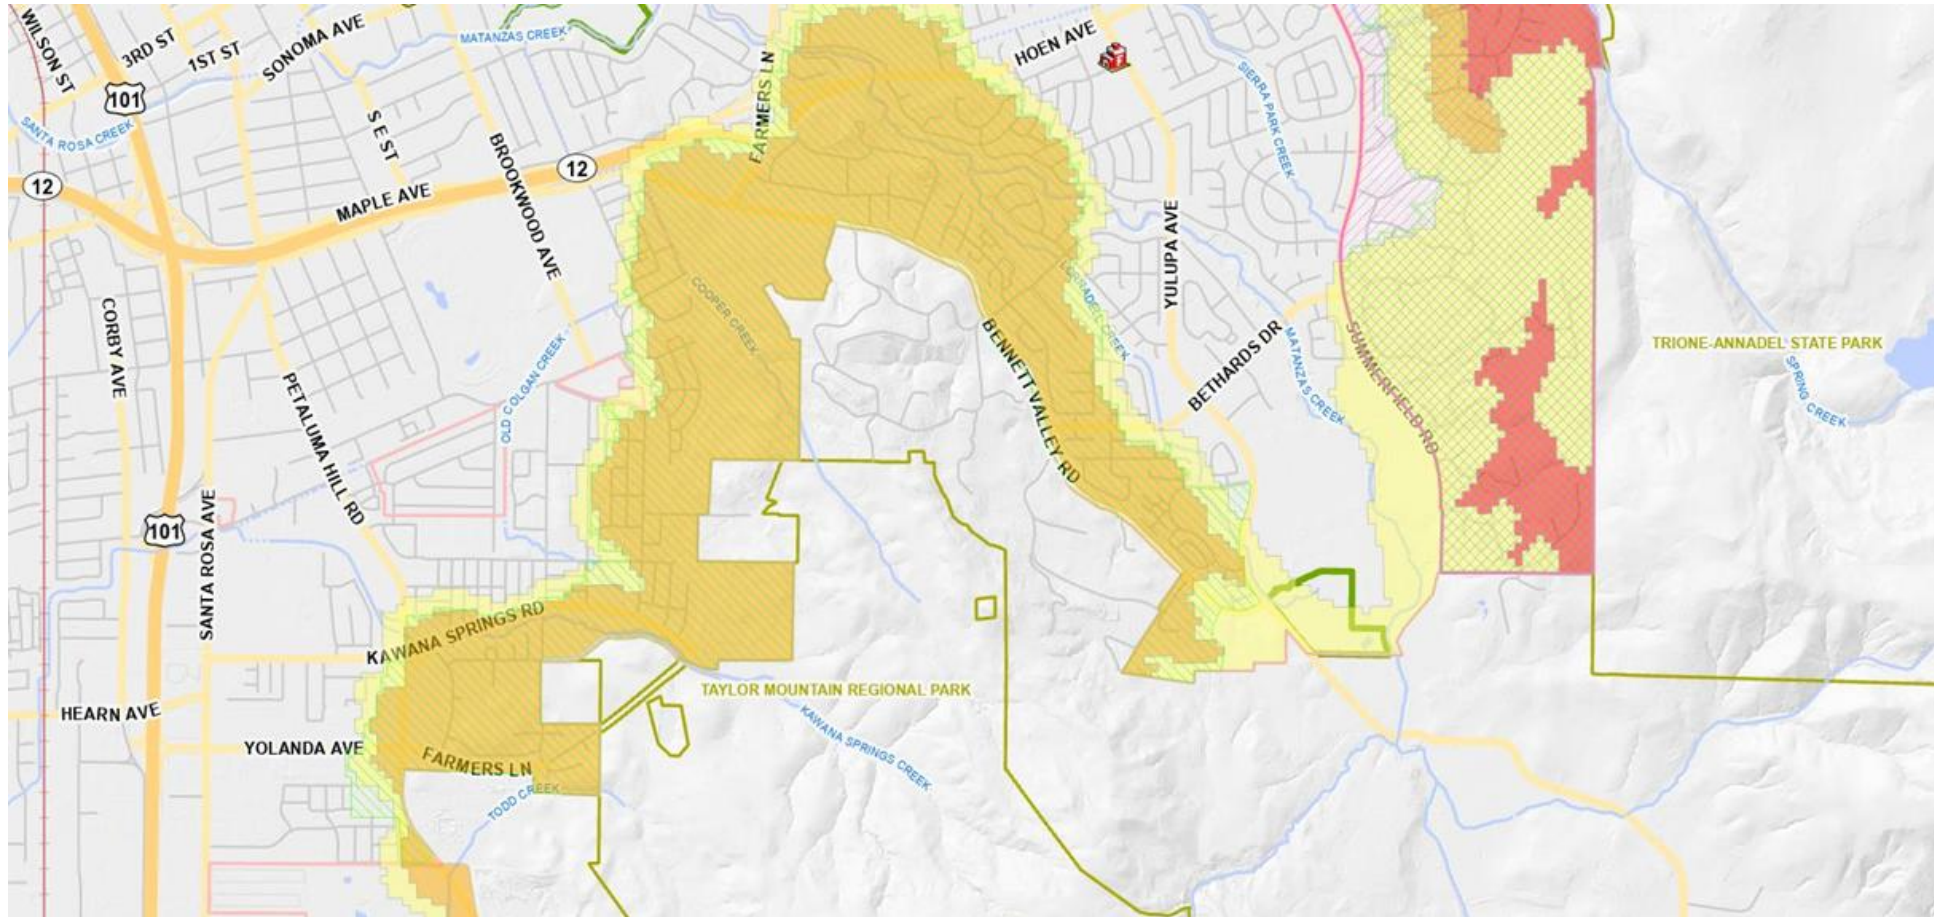 WILSON ST
3RD ST
1ST ST
SONOMA AVE
MATANZAS CREEK
FARMERS LN
HOEN AVE
101
SANTA ROSA CREEK
S E ST
SIERRA PARK CREEK
12
12
MAPLE AVE
BROOKWOOD AVE
YULUPA AVE
CORBY AVE
COOPER CREEK
BENNETT VALLEY RD
BETHARDS DR
MATANZAS CREEK
SUMMERFIELD RD
TRIONE-ANNADEL STATE PARK
SPRING CREEK
OLD COLGAN CREEK
PETALUMA HILL RD
101
SANTA ROSA AVE
KAWANA SPRINGS RD
TAYLOR MOUNTAIN REGIONAL PARK
KAWANA SPRINGS CREEK
HEARN AVE
YOLANDA AVE
FARMERS LN
TODD CREEK